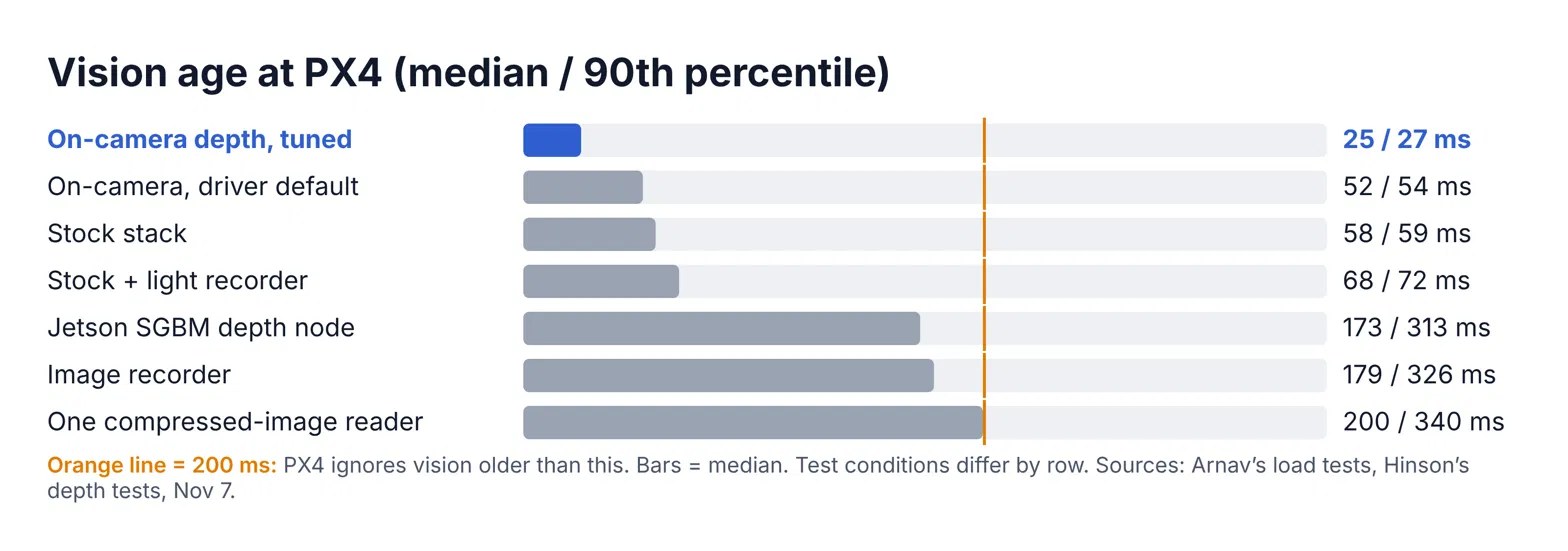 Vision age at PX4 (median / 90th percentile)
On-camera depth, tuned 25 / 27 ms
On-camera, driver default 52 / 54 ms
Stock stack 58 / 59 ms
Stock + light recorder 68 / 72 ms
Jetson SGBM depth node 173 / 313 ms
Image recorder 179 / 326 ms
One compressed-image reader 200 / 340 ms
Orange line = 200 ms: PX4 ignores vision older than this. Bars = median. Test conditions differ by row. Sources: Arnav’s load tests, Hinson’s
depth tests, Nov 7.